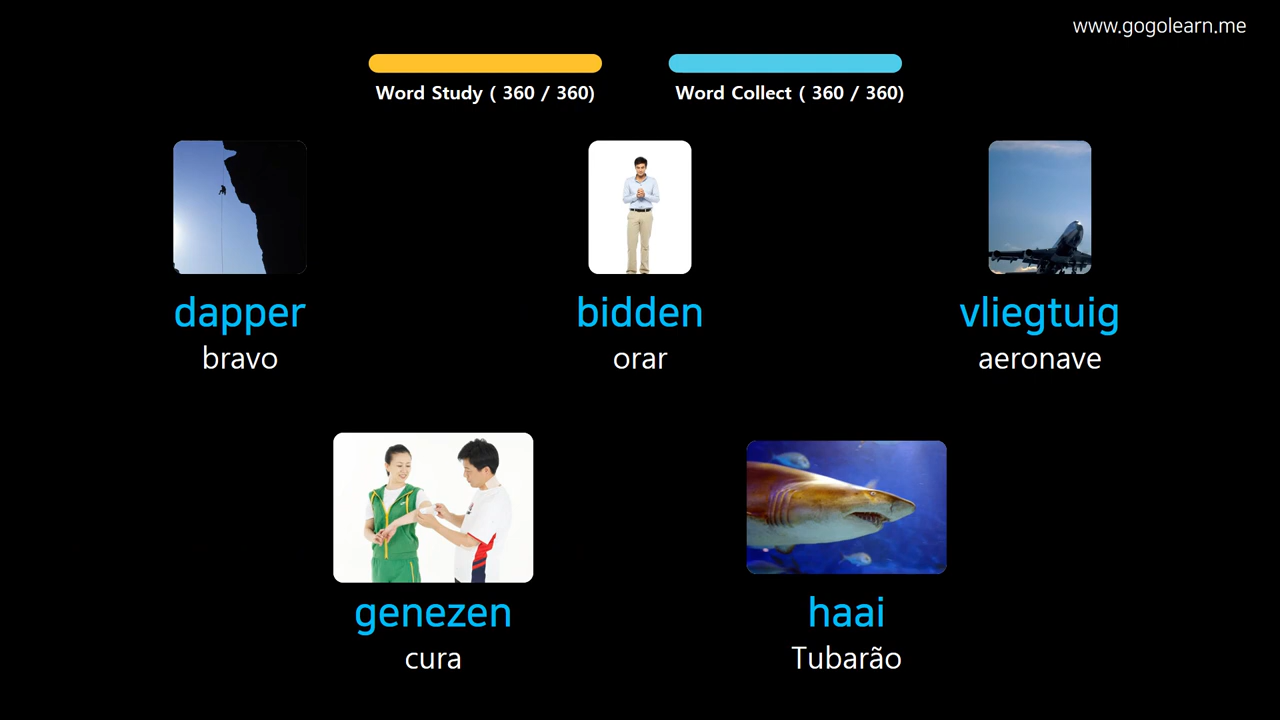 www.gogolearn.me
Word Study ( 360 / 360)
Word Collect ( 360 / 360)
dapper
bravo
bidden
orar
vliegtuig
aeronave
genezen
cura
haai
Tubarão